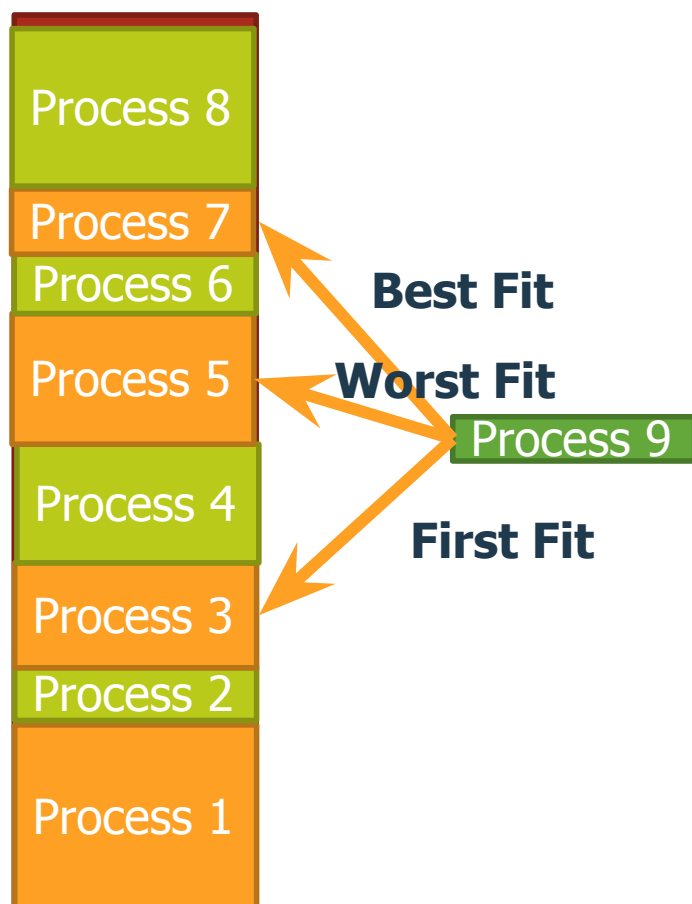 Process 8
Process 7
Process 6
Best Fit
Process 5
Worst Fit
Process 9
Process 4
First Fit
Process 3
Process 2
Process 1